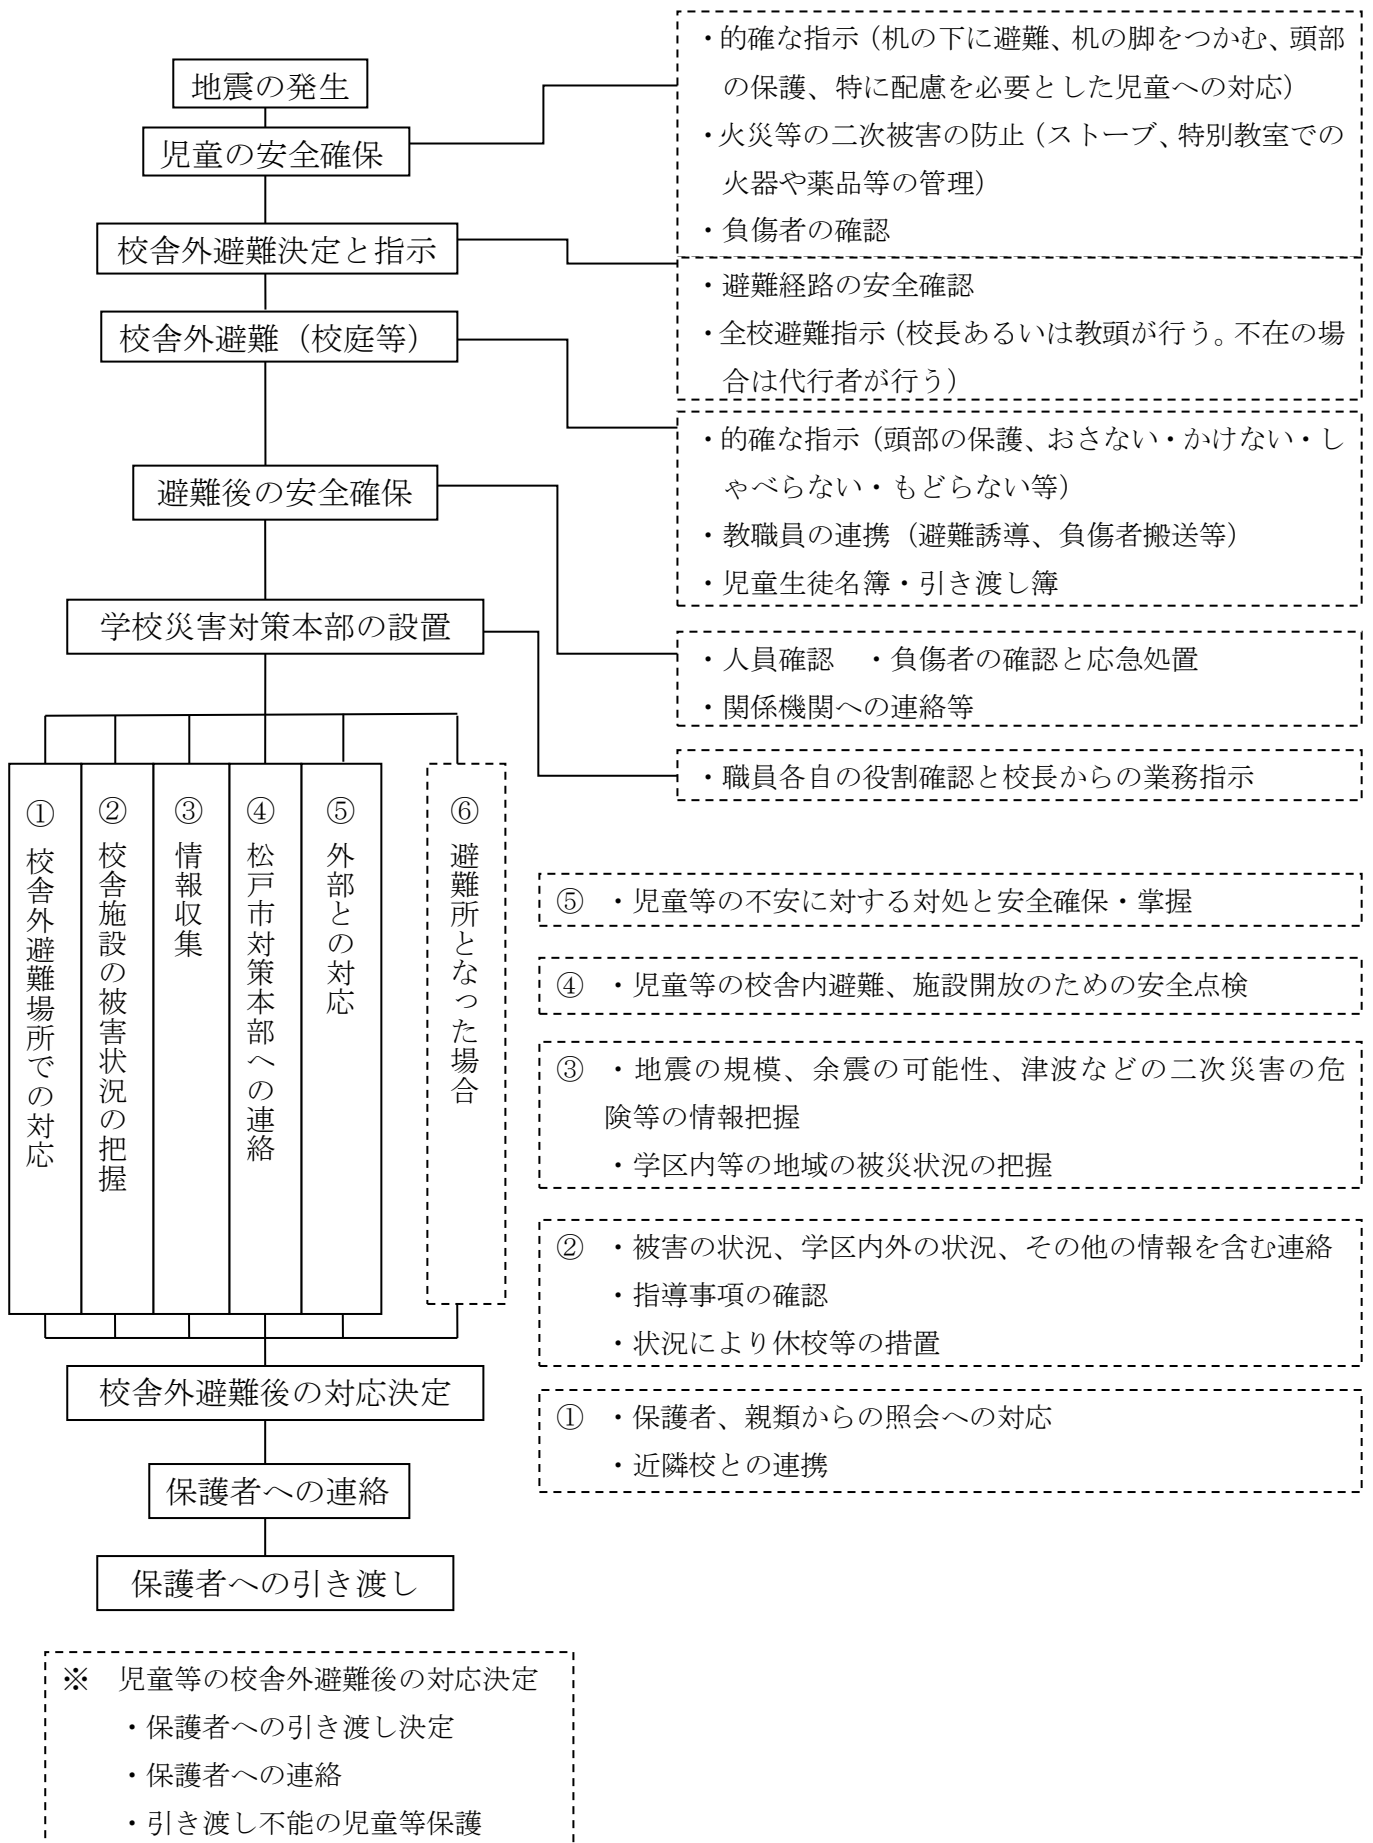 地震の発生
児童の安全確保
校舎外避難決定と指示
校舎外避難（校庭等）
避難後の安全確保
学校災害対策本部の設置
・的確な指示（机の下に避難、机の脚をつかむ、頭部
の保護、特に配慮を必要とした児童への対応）
・火災等の二次被害の防止（ストーブ、特別教室での
火器や薬品等の管理）
・負傷者の確認
・避難経路の安全確認
・全校避難指示（校長あるいは教頭が行う。不在の場
合は代行者が行う）
・的確な指示（頭部の保護、おさない・かけない・し
ゃべらない・もどらない等）
・教職員の連携（避難誘導、負傷者搬送等）
・児童生徒名簿・引き渡し簿
・人員確認　・負傷者の確認と応急処置
・関係機関への連絡等
・職員各自の役割確認と校長からの業務指示
① 校舎外避難場所での対応
② 校舎施設の被害状況の把握
③ 情報収集
④ 松戸市対策本部への連絡
⑤ 外部との対応
⑥ 避難所となった場合
⑤　・児童等の不安に対する対処と安全確保・掌握
④　・児童等の校舎内避難、施設開放のための安全点検
③　・地震の規模、余震の可能性、津波などの二次災害の危
険等の情報把握
・学区内等の地域の被災状況の把握
②　・被害の状況、学区内外の状況、その他の情報を含む連絡
・指導事項の確認
・状況により休校等の措置
①　・保護者、親類からの照会への対応
・近隣校との連携
校舎外避難後の対応決定
保護者への連絡
保護者への引き渡し
※　児童等の校舎外避難後の対応決定
・保護者への引き渡し決定
・保護者への連絡
・引き渡し不能の児童等保護